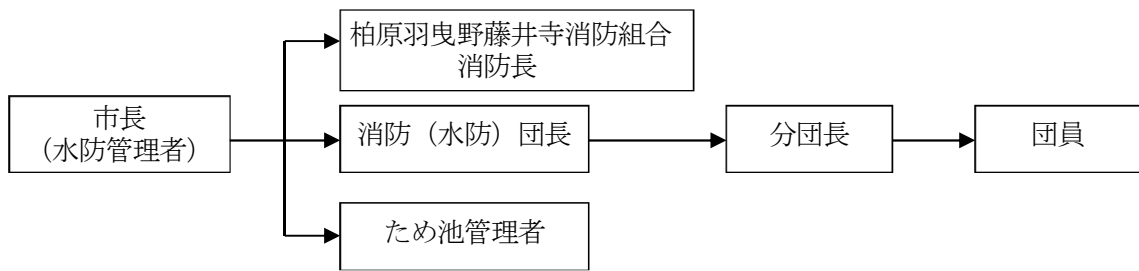 柏原羽曳野藤井寺消防組合
消防長
市長
（水防管理者）
消防（水防）団長
分団長
団員
ため池管理者